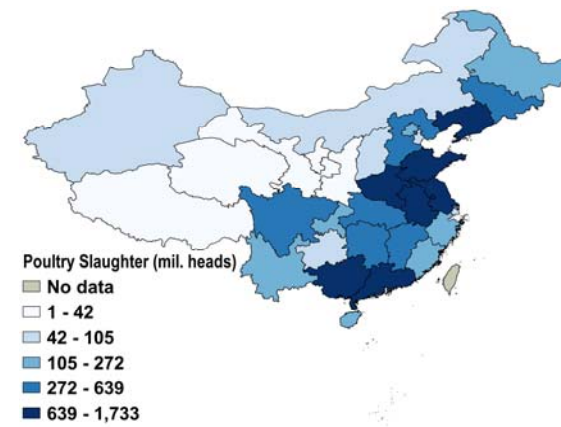 Poultry Slaughter (mil. heads)
No data
1 - 42
42 - 105
105 - 272
272 - 639
639 - 1,733